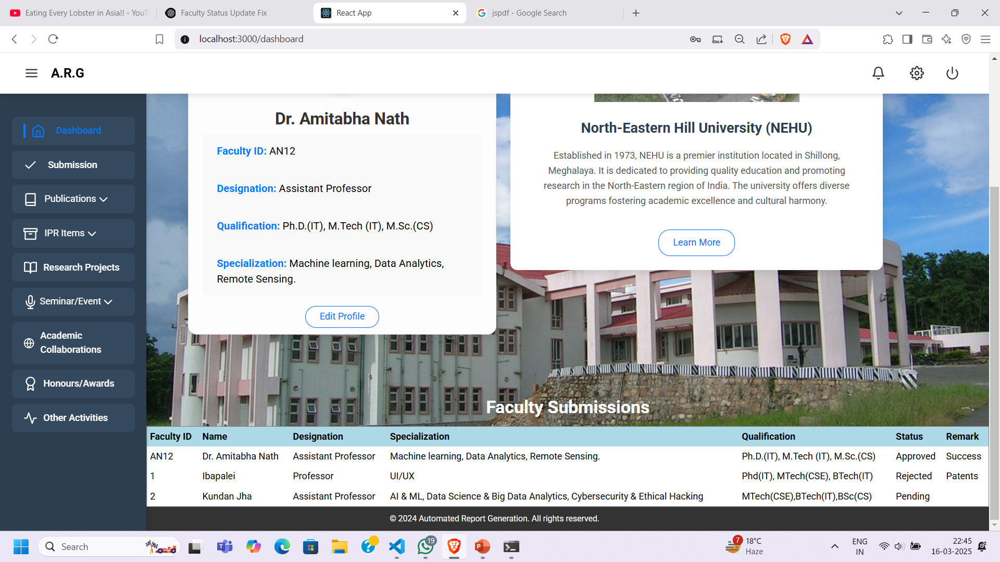 Eating Every Lobster in Asia!! - YouT
Faculty Status Update Fix
React App
jspdf - Google Search
localhost:3000/dashboard
A.R.G
Dashboard
Submission
Publications
IPR Items
Research Projects
Seminar/Event
Academic
Collaborations
Honours/Awards
Other Activities
Dr. Amitabha Nath
Faculty ID: AN12
Designation: Assistant Professor
Qualification: Ph.D.(IT), M.Tech (IT), M.Sc.(CS)
Specialization: Machine learning, Data Analytics,
Remote Sensing.
Edit Profile
North-Eastern Hill University (NEHU)
Established in 1973, NEHU is a premier institution located in Shillong,
Meghalaya. It is dedicated to providing quality education and promoting
research in the North-Eastern region of India. The university offers diverse
programs fostering academic excellence and cultural harmony.
Learn More
Faculty Submissions
Faculty ID Name Designation Specialization Qualification Status Remark
AN12 Dr. Amitabha Nath Assistant Professor Machine learning, Data Analytics, Remote Sensing. Ph.D.(IT), M.Tech (IT), M.Sc.(CS) Approved Success
1 Ibapalei Professor UI/UX Phd(IT), MTech(CSE), BTech(IT) Rejected Patents
2 Kundan Jha Assistant Professor AI & ML, Data Science & Big Data Analytics, Cybersecurity & Ethical Hacking MTech(CSE),BTech(IT),BSc(CS) Pending
© 2024 Automated Report Generation. All rights reserved.
Search
19
7
18°C
Haze
ENG
IN
22:45
16-03-2025